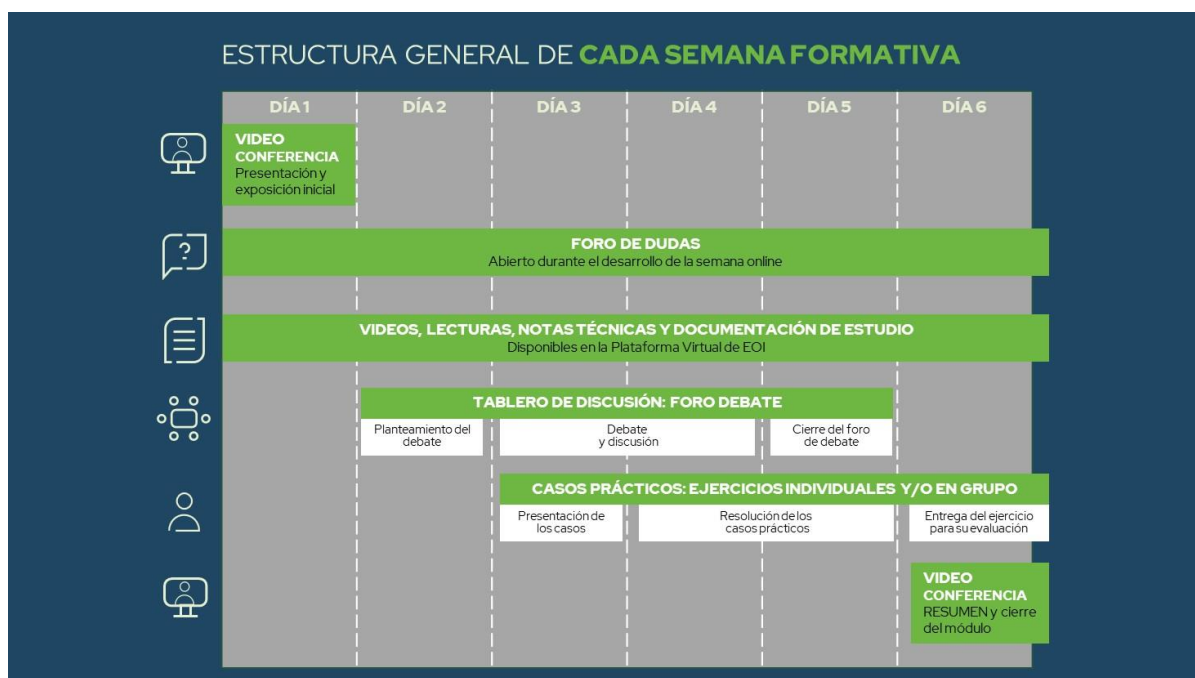 ESTRUCTURA GENERAL DE CADA SEMANA FORMATIVA
DÍA 1 DÍA 2 DÍA 3 DÍA 4 DÍA 5 DÍA 6
VIDEO
CONFERENCIA
Presentación y
exposición inicial
?
FORO DE DUDAS
Abierto durante el desarrollo de la semana online
VIDEOS, LECTURAS, NOTAS TÉCNICAS Y DOCUMENTACIÓN DE ESTUDIO
Disponibles en la Plataforma Virtual de EOI
TABLERO DE DISCUSIÓN: FORO DEBATE
Planteamiento del
debate
Debate
y discusión
Cierre del foro
de debate
CASOS PRÁCTICOS: EJERCICIOS INDIVIDUALES Y/O EN GRUPO
Presentación de
los casos
Resolución de los
casos prácticos
Entrega del ejercicio
para su evaluación
VIDEO
CONFERENCIA
RESUMEN y cierre
del módulo